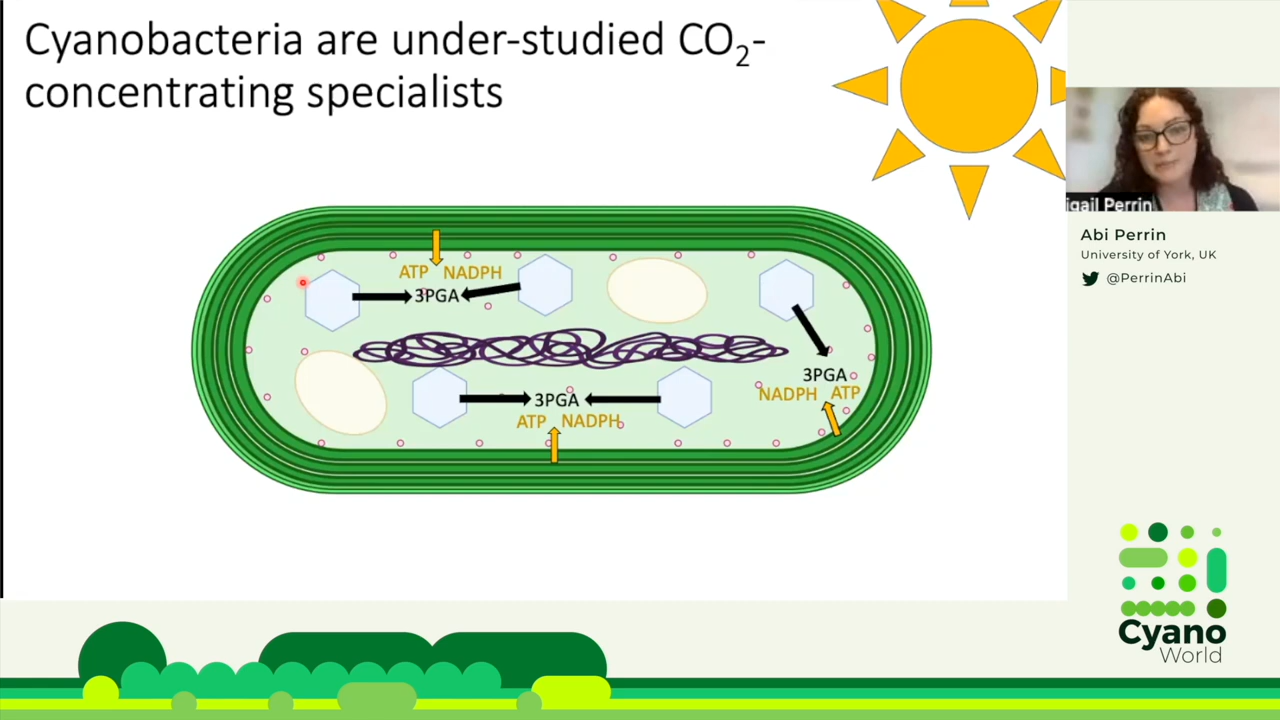 Cyanobacteria are under-studied CO₂-
concentrating specialists
ATP NADPH
3PGA
3PGA
NADPH ATP
3PGA
ATP NADPH
igail Perrin
Abi Perrin
University of York, UK
@PerrinAbi
Cyano
World